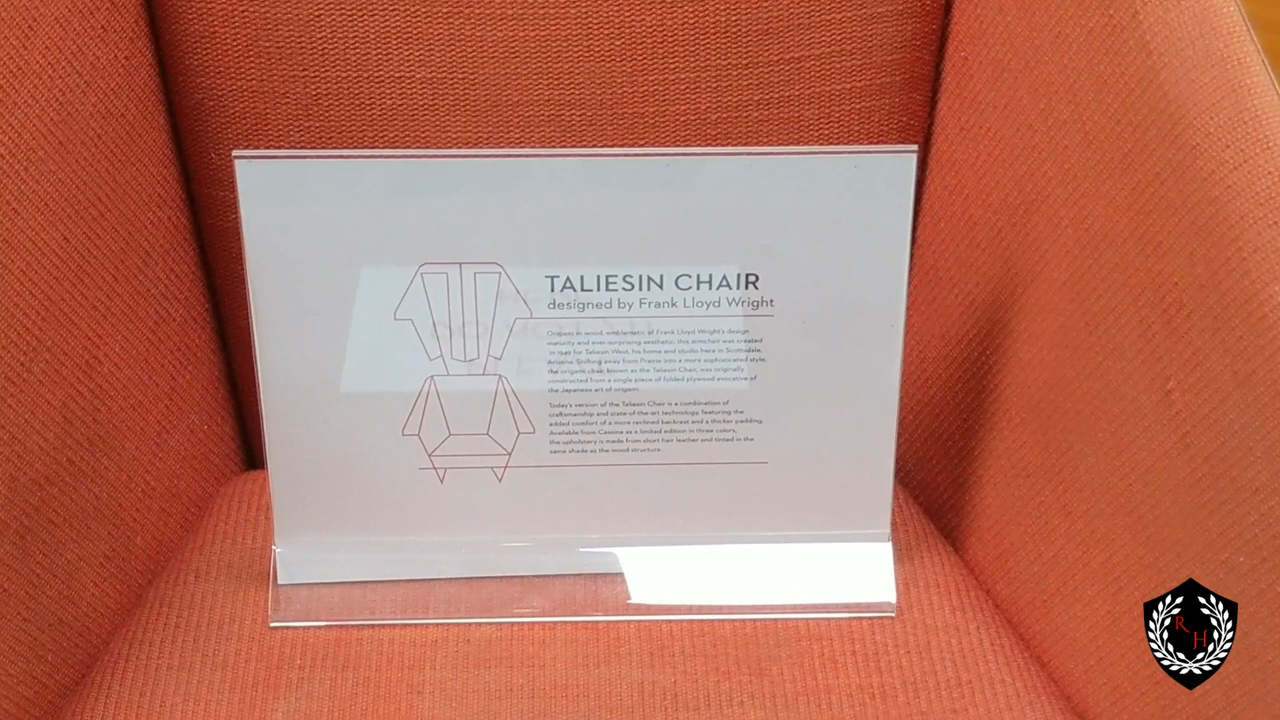 TALIESIN CHAIR
designed by Frank Lloyd Wright
Origami in wood, emblematic of Frank Lloyd Wright's design
maturity and ever-surprising aesthetic, this armchair was created
in 1949 for Taliesin West, his home and studio here in Scottsdale,
Arizona. Shifting away from Prairie into a more sophisticated style,
the origami chair, known as the Taliesin Chair, was originally
constructed from a single piece of folded plywood evocative of
the Japanese art of origami.
Today's version of the Taliesin Chair is a combination of
craftsmanship and state-of-the-art technology, featuring the
added comfort of a more reclined backrest and a thicker padding.
Available from Cassina as a limited edition in three colors,
the upholstery is made from short hair leather and tinted in the
same shade as the wood structure.
R H